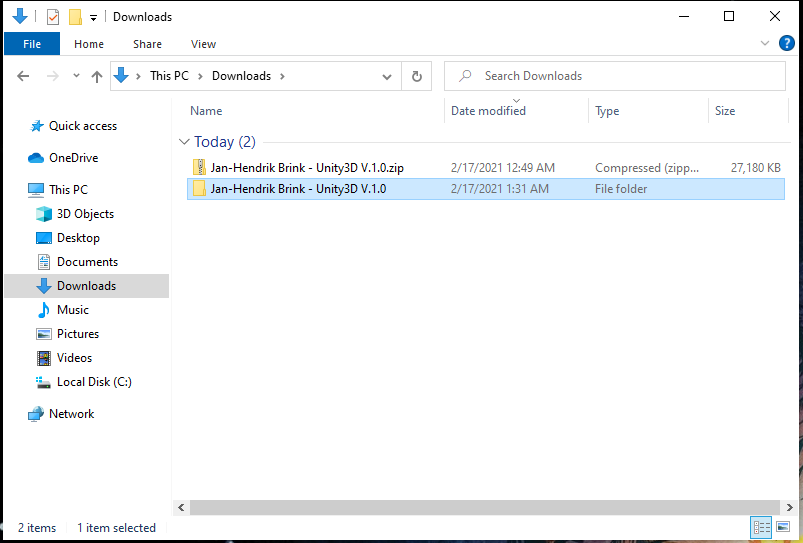 Downloads
File Home Share View
This PC Downloads
Search Downloads
Name Date modified Type Size
Quick access
OneDrive
This PC
3D Objects
Desktop
Documents
Downloads
Music
Pictures
Videos
Local Disk (C:)
Network
Today (2)
Jan-Hendrik Brink - Unity3D V.1.0.zip 2/17/2021 12:49 AM Compressed (zipp... 27,180 KB
Jan-Hendrik Brink - Unity3D V.1.0 2/17/2021 1:31 AM File folder
2 items 1 item selected